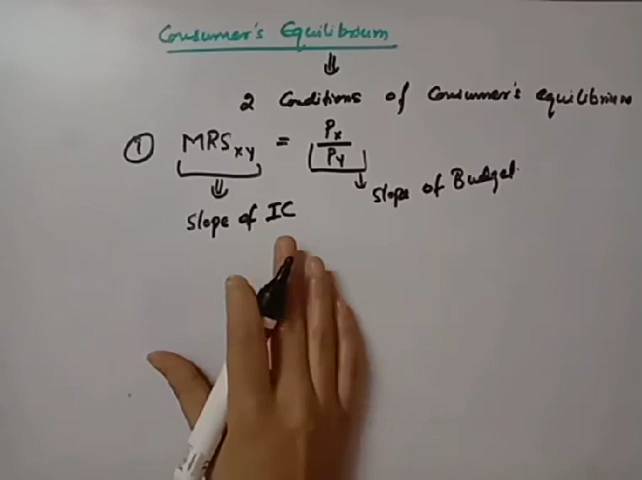 Consumer's Equilibrium
⇓
2 Conditions of Consumer's equilibrium
① MRSxy = Px/Py
⇓ ↓
Slope of IC Slope of Budget